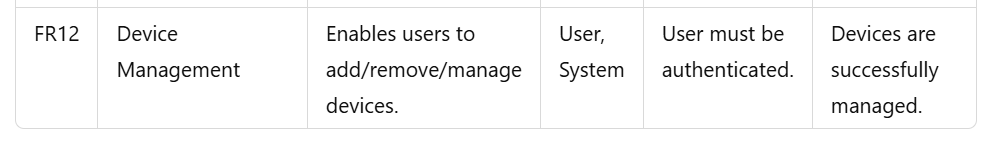 FR12
Device
Management
Enables users to
add/remove/manage
devices.
User,
System
User must be
authenticated.
Devices are
successfully
managed.